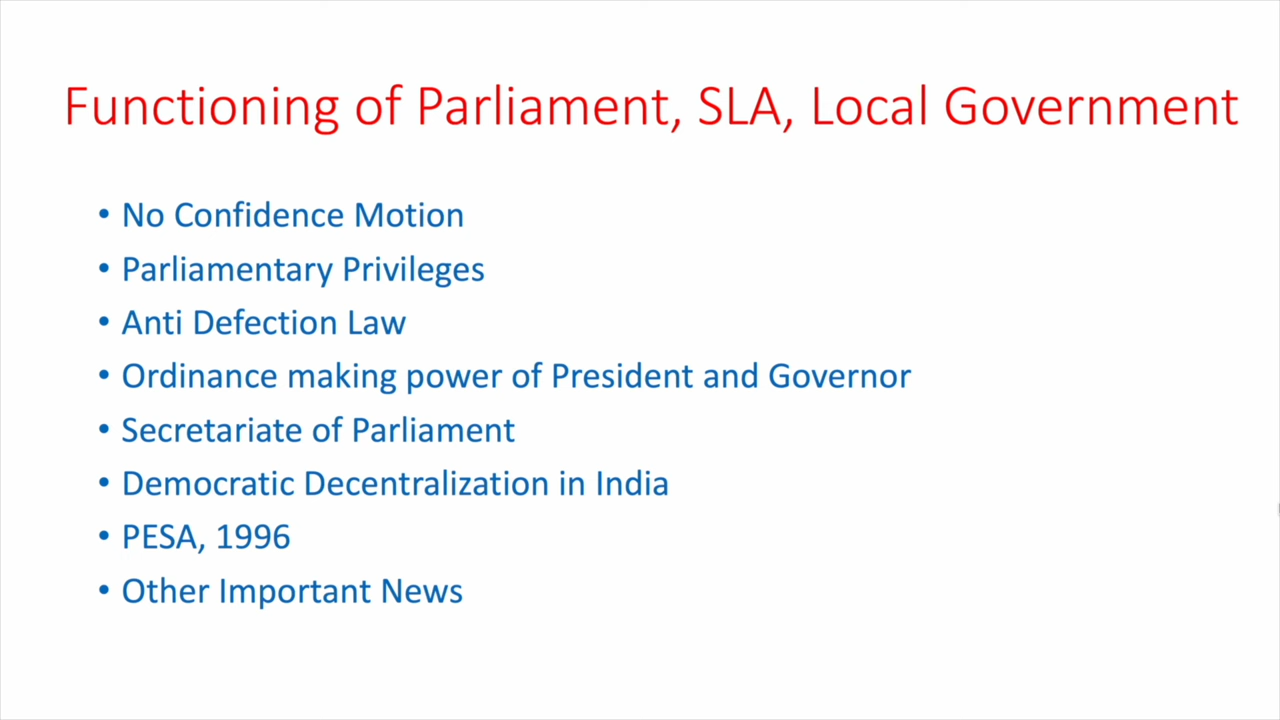 Functioning of Parliament, SLA, Local Government
• No Confidence Motion
• Parliamentary Privileges
• Anti Defection Law
• Ordinance making power of President and Governor
• Secretariate of Parliament
• Democratic Decentralization in India
• PESA, 1996
• Other Important News